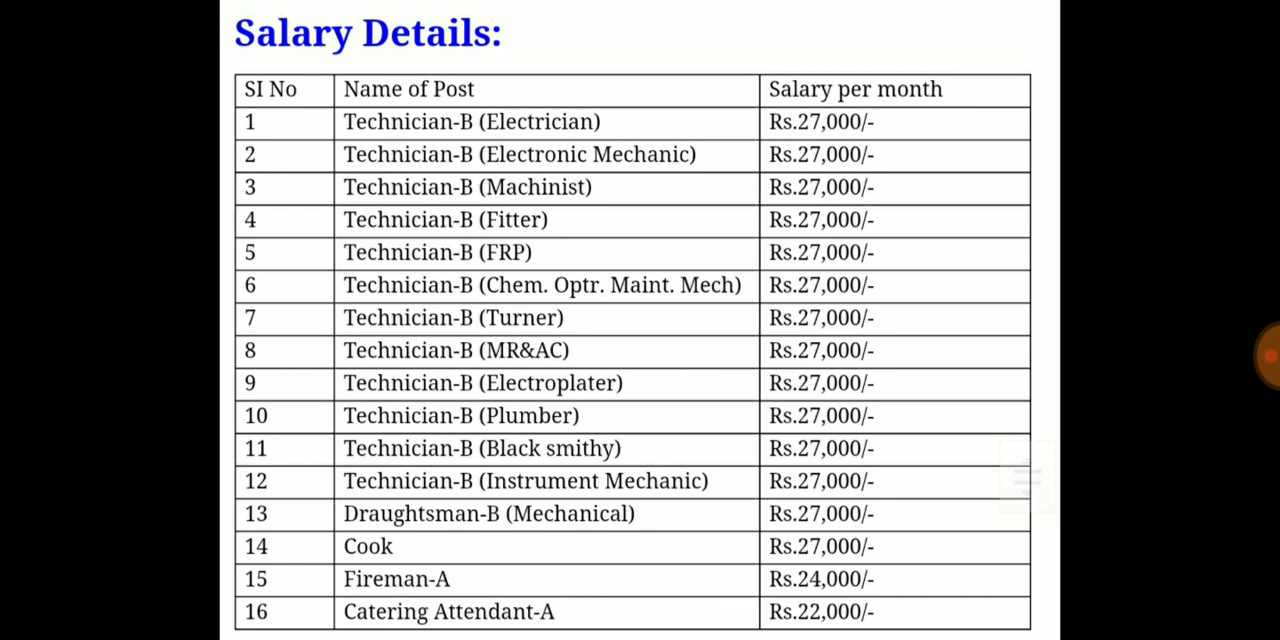 Salary Details:
SI No Name of Post Salary per month
1 Technician-B (Electrician) Rs.27,000/-
2 Technician-B (Electronic Mechanic) Rs.27,000/-
3 Technician-B (Machinist) Rs.27,000/-
4 Technician-B (Fitter) Rs.27,000/-
5 Technician-B (FRP) Rs.27,000/-
6 Technician-B (Chem. Optr. Maint. Mech) Rs.27,000/-
7 Technician-B (Turner) Rs.27,000/-
8 Technician-B (MR&AC) Rs.27,000/-
9 Technician-B (Electroplater) Rs.27,000/-
10 Technician-B (Plumber) Rs.27,000/-
11 Technician-B (Black smithy) Rs.27,000/-
12 Technician-B (Instrument Mechanic) Rs.27,000/-
13 Draughtsman-B (Mechanical) Rs.27,000/-
14 Cook Rs.27,000/-
15 Fireman-A Rs.24,000/-
16 Catering Attendant-A Rs.22,000/-